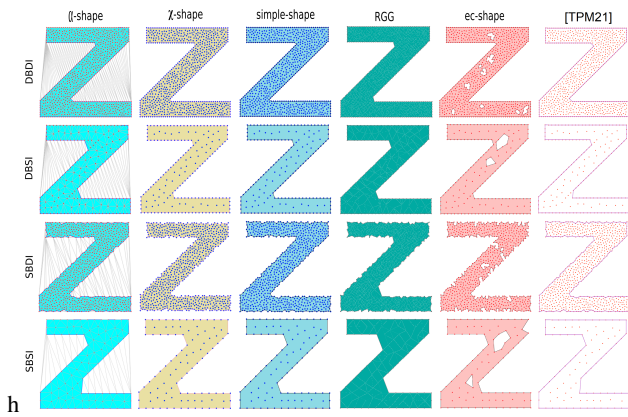 ℓ-shape χ-shape simple-shape RGG ec-shape [TPM21]
DBDI
DBSI
SBDI
SBSI
h